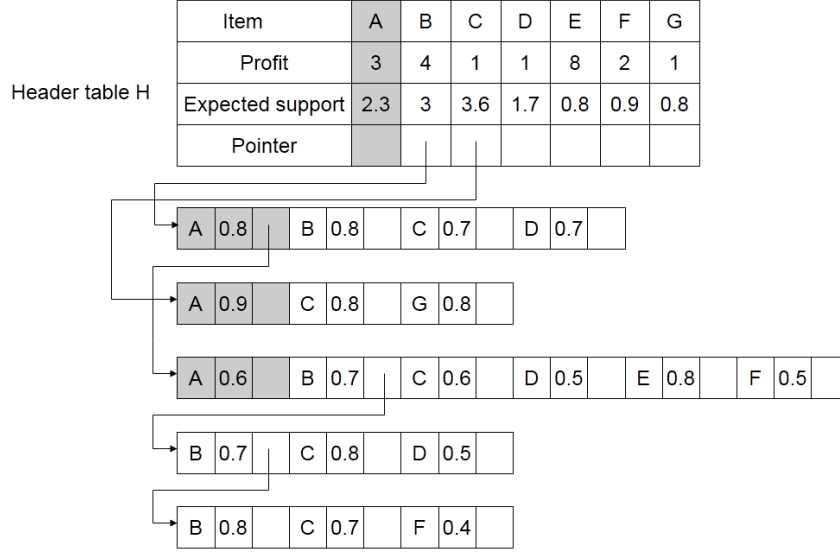 Item A B C D E F G
Profit 3 4 1 1 8 2 1
Header table H
Expected support 2.3 3 3.6 1.7 0.8 0.9 0.8
Pointer
A 0.8 B 0.8 C 0.7 D 0.7
A 0.9 C 0.8 G 0.8
A 0.6 B 0.7 C 0.6 D 0.5 E 0.8 F 0.5
B 0.7 C 0.8 D 0.5
B 0.8 C 0.7 F 0.4